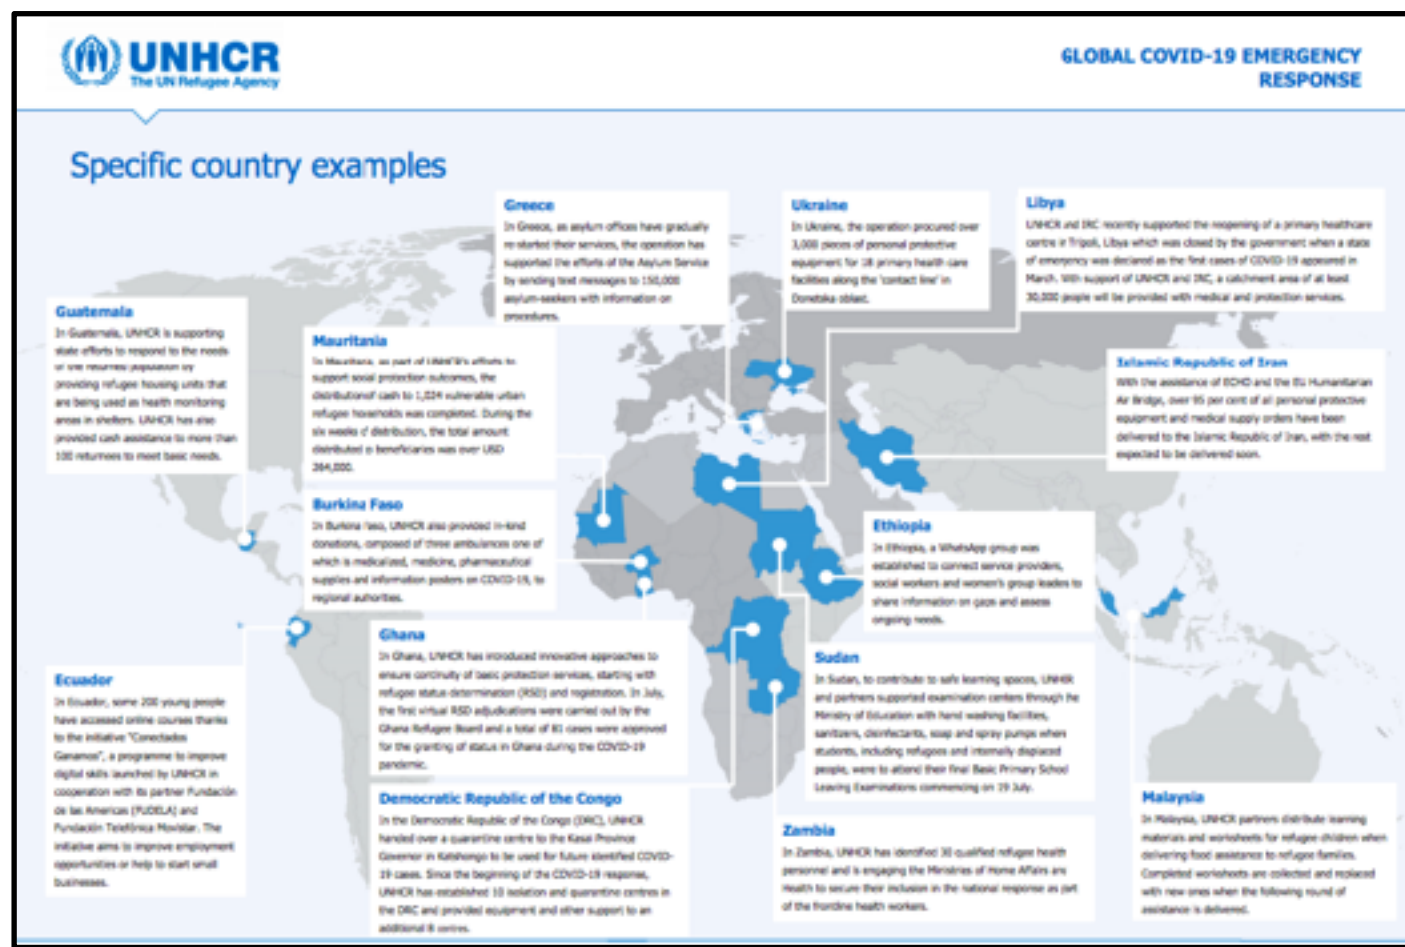 UNHCR
The UN Refugee Agency
GLOBAL COVID-19 EMERGENCY
RESPONSE
Specific country examples
Greece
In Greece, as asylum offices have gradually
re-started their services, the operation has
supported the efforts of the Asylum Service
by sending text messages to 150,000
asylum-seekers with information on
procedures.
Ukraine
In Ukraine, the operation procured over
3,000 pieces of personal protective
equipment for 18 primary health care
facilities along the 'contact line' in
Donetska oblast.
Libya
UNHCR and IRC recently supported the reopening of a primary healthcare
centre in Tripoli, Libya which was closed by the government when a state
of emergency was declared as the first cases of COVID-19 appeared in
March. With support of UNHCR and IRC, a catchment area of at least
30,000 people will be provided with medical and protection services.
Guatemala
In Guatemala, UNHCR is supporting
state efforts to respond to the needs
of the returned population by
providing refugee housing units that
are being used as health monitoring
areas in shelters. UNHCR has also
provided cash assistance to more than
100 returnees to meet basic needs.
Mauritania
In Mauritania, as part of UNHCR's efforts to
support social protection outcomes, the
distribution of cash to 1,024 vulnerable urban
refugee households was completed. During the
six weeks of distribution, the total amount
distributed to beneficiaries was over USD
264,000.
Islamic Republic of Iran
With the assistance of ECHO and the EU Humanitarian
Air Bridge, over 95 per cent of all personal protective
equipment and medical supply orders have been
delivered to the Islamic Republic of Iran, with the rest
expected to be delivered soon.
Burkina Faso
In Burkina Faso, UNHCR also provided in-kind
donations, composed of three ambulances one of
which is medicalized, medicine, pharmaceutical
supplies and information posters on COVID-19, to
regional authorities.
Ethiopia
In Ethiopia, a WhatsApp group was
established to connect service providers,
social workers and women's group leaders to
share information on gaps and assess
ongoing needs.
Ghana
In Ghana, UNHCR has introduced innovative approaches to
ensure continuity of basic protection services, starting with
refugee status determination (RSD) and registration. In July,
the first virtual RSD adjudications were carried out by the
Ghana Refugee Board and a total of 81 cases were approved
for the granting of status in Ghana during the COVID-19
pandemic.
Sudan
In Sudan, to contribute to safe learning spaces, UNHCR
and partners supported examination centers through the
Ministry of Education with hand washing facilities,
sanitizers, disinfectants, soap and spray pumps where
students, including refugees and internally displaced
people, were to attend their final Basic Primary School
Leaving Examinations commencing on 19 July.
Ecuador
In Ecuador, some 200 young people
have accessed online courses thanks
to the initiative "Conectados
Ganamos", a programme to improve
digital skills launched by UNHCR in
cooperation with its partner Fundación
de las Americas (FUDELA) and
Fundación Telefónica Movistar. The
initiative aims to improve employment
opportunities or help to start small
businesses.
Democratic Republic of the Congo
In the Democratic Republic of the Congo (DRC), UNHCR
handed over a quarantine centre to the Kasai Province
Governor in Katshongo to be used for future identified COVID-
19 cases. Since the beginning of the COVID-19 response,
UNHCR has established 10 isolation and quarantine centres in
the DRC and provided equipment and other support to an
additional 8 centres.
Zambia
In Zambia, UNHCR has identified 30 qualified refugee health
personnel and is engaging the Ministries of Home Affairs and
Health to secure their inclusion in the national response as part
of the frontline health workers.
Malaysia
In Malaysia, UNHCR partners distribute learning
materials and worksheets for refugee children when
delivering food assistance to refugee families.
Completed worksheets are collected and replaced
with new ones when the following round of
assistance is delivered.